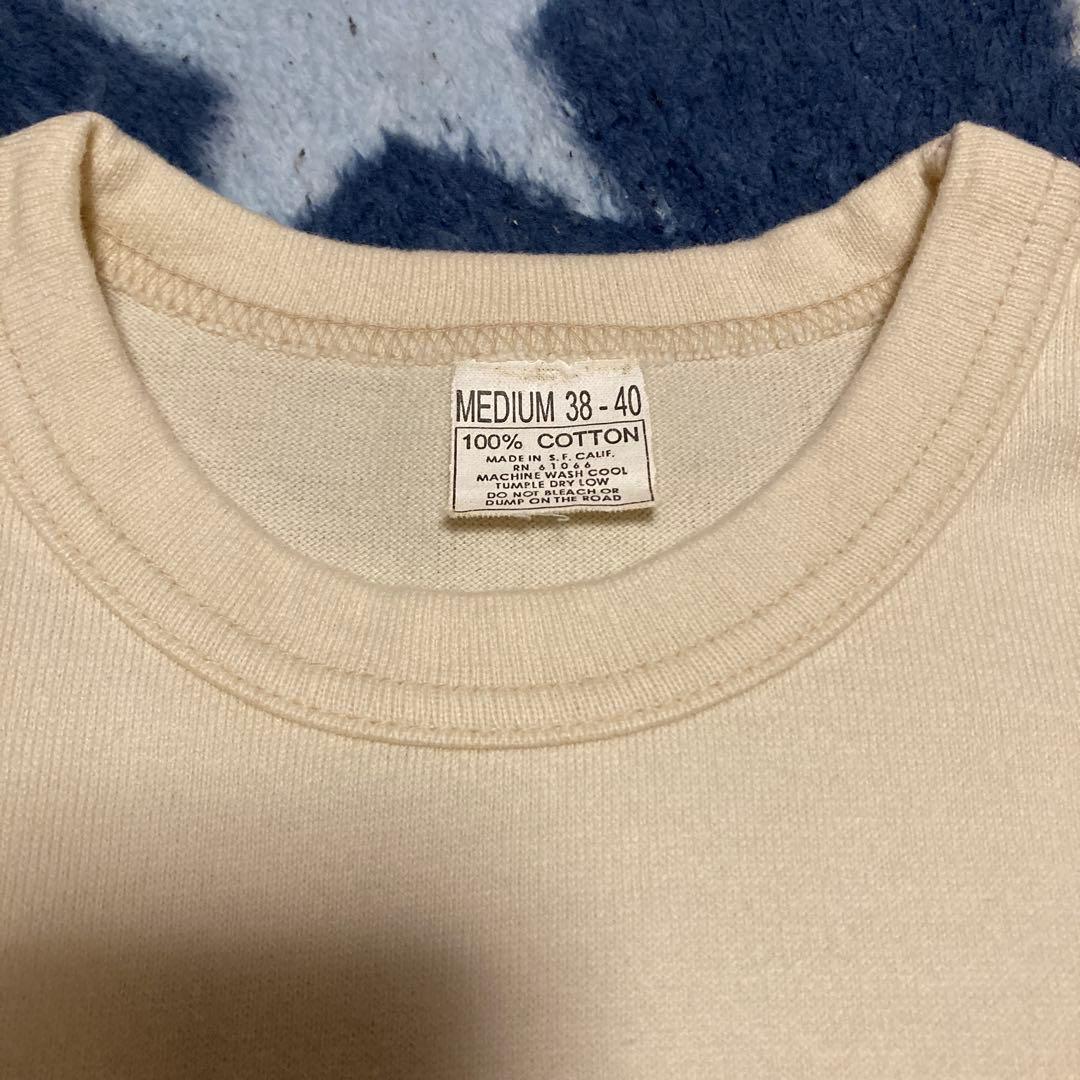 MEDIUM 38 - 40
100% COTTON
MADE IN S.F. CALIF.
RN 61066
MACHINE WASH COOL
TUMPLE DRY LOW
DO NOT BLEACH OR
DUMP ON THE ROAD